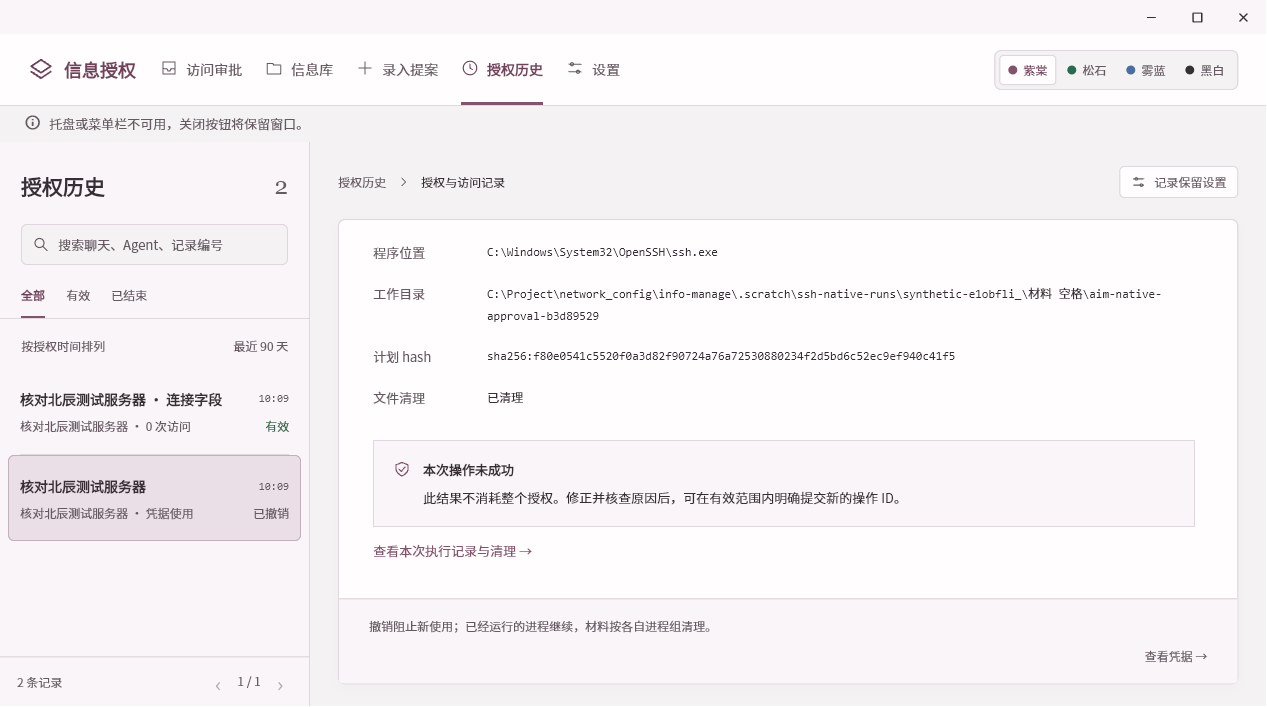 信息授权
访问审批
信息库
录入提案
授权历史
设置
紫棠
松石
雾蓝
黑白
托盘或菜单栏不可用，关闭按钮将保留窗口。
授权历史 2
搜索聊天、Agent、记录编号
全部 有效 已结束
按授权时间排列 最近 90 天
核对北辰测试服务器 · 连接字段 10:09
核对北辰测试服务器 · 0 次访问 有效
核对北辰测试服务器 10:09
核对北辰测试服务器 · 凭据使用 已撤销
2 条记录 ‹ 1 / 1 ›
授权历史 > 授权与访问记录
记录保留设置
程序位置 C:\Windows\System32\OpenSSH\ssh.exe
工作目录 C:\Project\network_config\info-manage\.scratch\ssh-native-runs\synthetic-e1obfli_\材料 空格\aim-native-
approval-b3d89529
计划 hash sha256:f80e0541c5520f0a3d82f90724a76a72530880234f2d5bd6c52ec9ef940c41f5
文件清理 已清理
本次操作未成功
此结果不消耗整个授权。修正并核查原因后，可在有效范围内明确提交新的操作 ID。
查看本次执行记录与清理 →
撤销阻止新使用；已经运行的进程继续，材料按各自进程组清理。
查看凭据 →